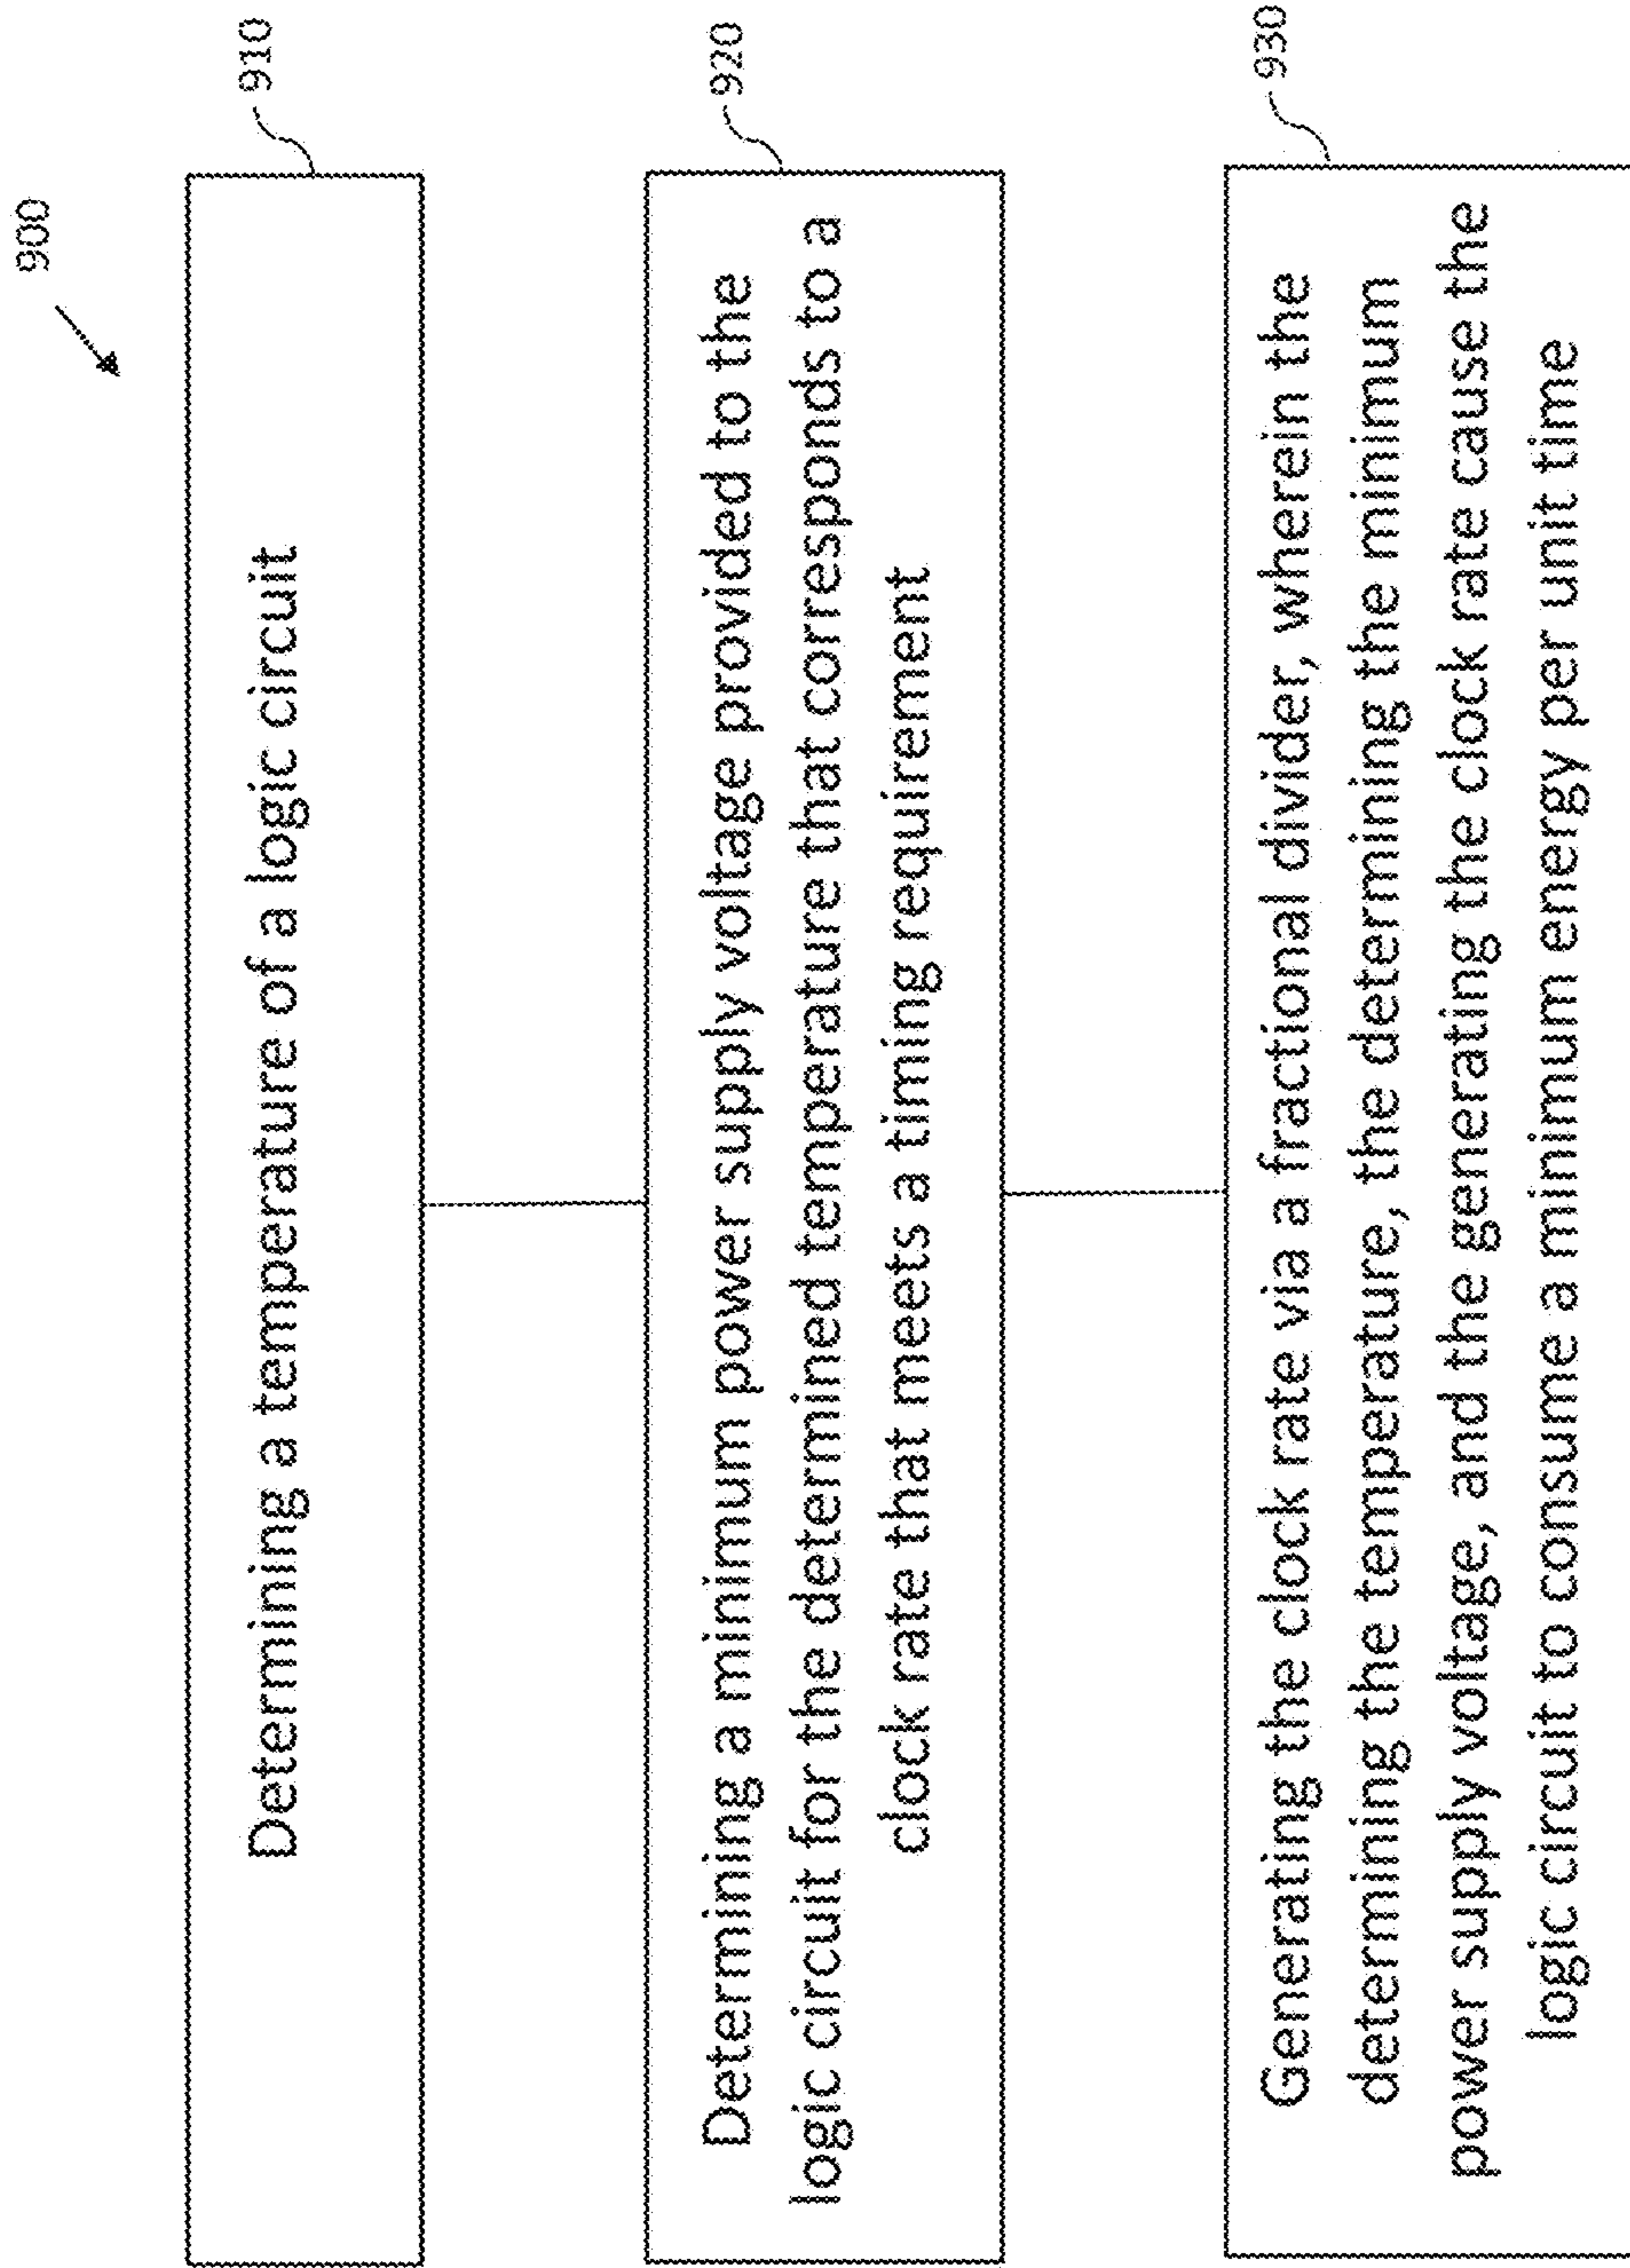 900
910
Determining a temperature of a logic circuit
920
Determining a minimum power supply voltage provided to the
logic circuit for the determined temperature that corresponds to a
clock rate that meets a timing requirement
930
Generating the clock rate via a fractional divider, wherein the
determining the temperature, the determining the minimum
power supply voltage, and the generating the clock rate cause the
logic circuit to consume a minimum energy per unit time